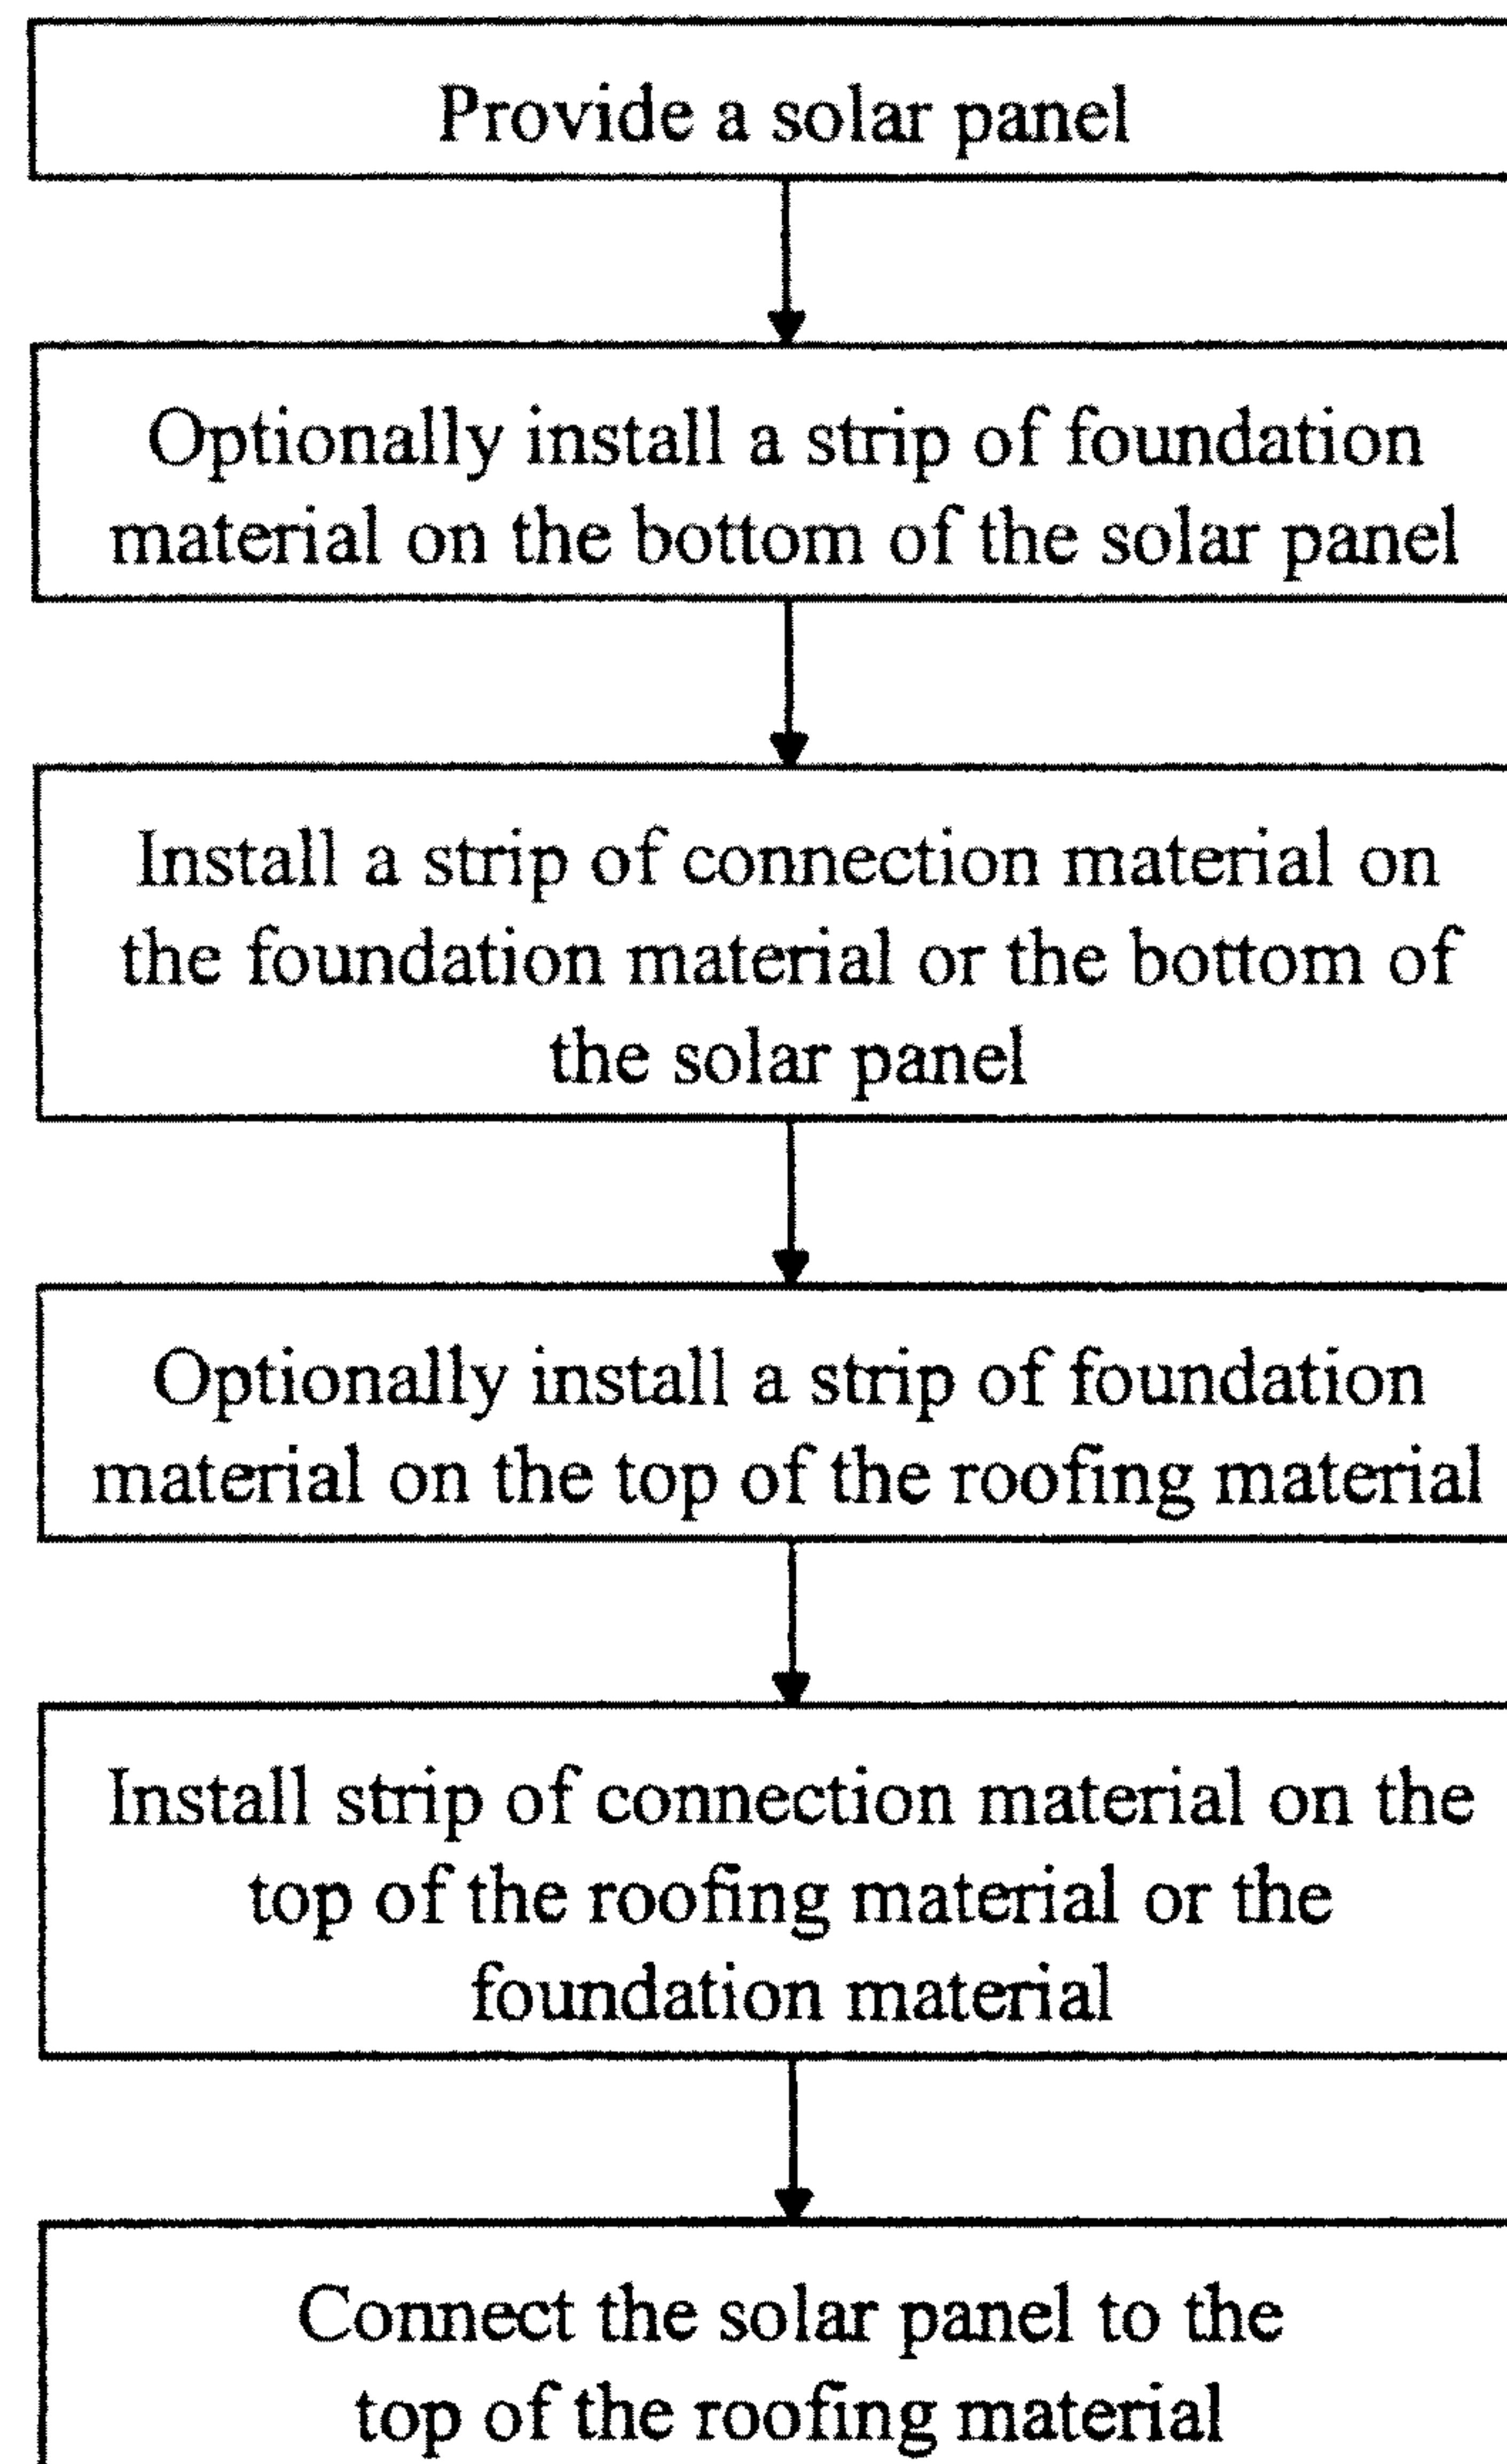 Provide a solar panel
Optionally install a strip of foundation
material on the bottom of the solar panel
Install a strip of connection material on
the foundation material or the bottom of
the solar panel
Optionally install a strip of foundation
material on the top of the roofing material
Install strip of connection material on the
top of the roofing material or the
foundation material
Connect the solar panel to the
top of the roofing material